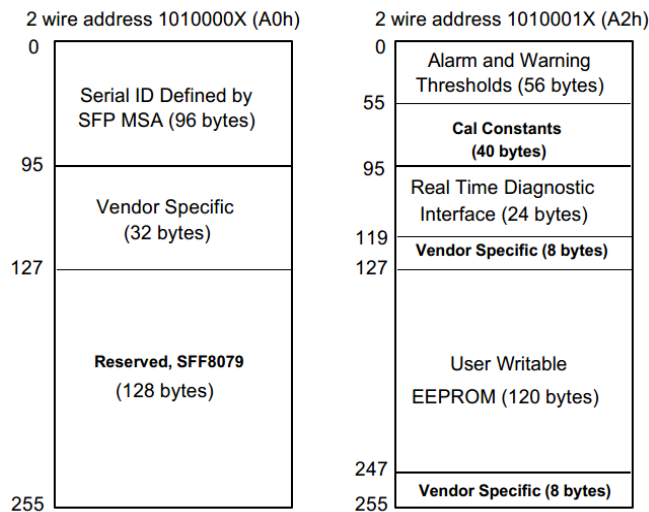 2 wire address 1010000X (A0h)
0
Serial ID Defined by
SFP MSA (96 bytes)
95
Vendor Specific
(32 bytes)
127
Reserved, SFF8079
(128 bytes)
255
2 wire address 1010001X (A2h)
0
Alarm and Warning
Thresholds (56 bytes)
55
Cal Constants
(40 bytes)
95
Real Time Diagnostic
Interface (24 bytes)
119
Vendor Specific (8 bytes)
127
User Writable
EEPROM (120 bytes)
247
Vendor Specific (8 bytes)
255